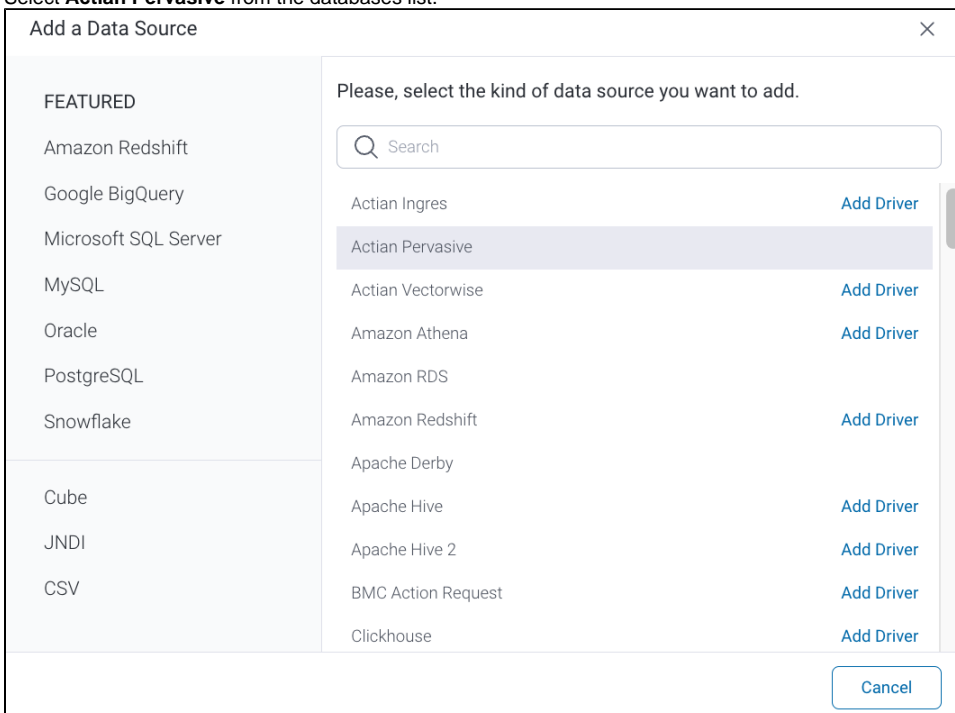 Select Actian Pervasive from the databases list.
Add a Data Source
FEATURED
Amazon Redshift
Google BigQuery
Microsoft SQL Server
MySQL
Oracle
PostgreSQL
Snowflake
Cube
JNDI
CSV
Please, select the kind of data source you want to add.
Search
Actian Ingres Add Driver
Actian Pervasive
Actian Vectorwise Add Driver
Amazon Athena Add Driver
Amazon RDS
Amazon Redshift Add Driver
Apache Derby
Apache Hive Add Driver
Apache Hive 2 Add Driver
BMC Action Request Add Driver
Clickhouse Add Driver
Cancel